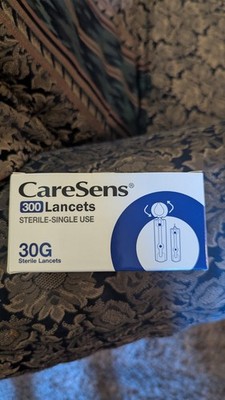 CareSens®
300 Lancets
STERILE-SINGLE USE
30G
Sterile Lancets